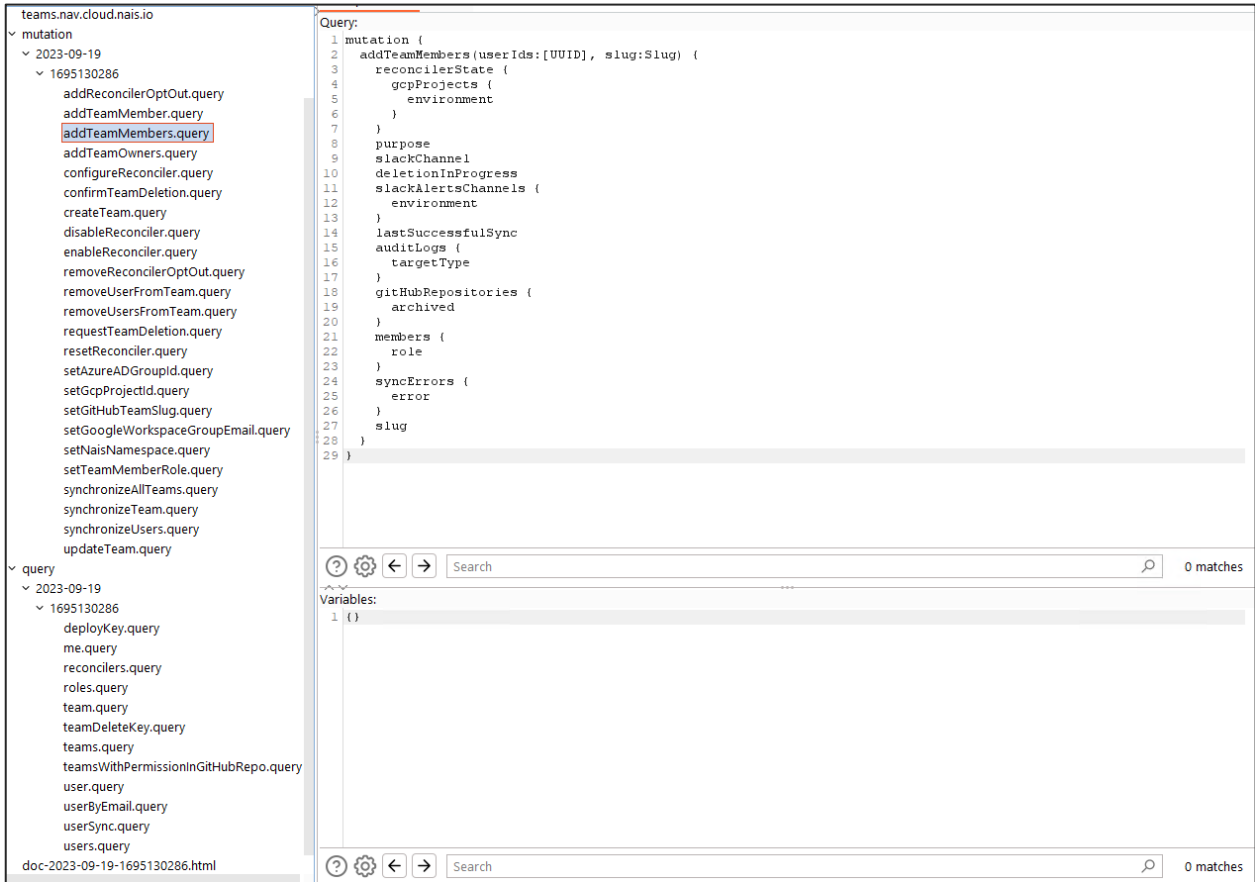 teams.nav.cloud.nais.io
mutation
2023-09-19
1695130286
addReconcilerOptOut.query
addTeamMember.query
addTeamMembers.query
addTeamOwners.query
configureReconciler.query
confirmTeamDeletion.query
createTeam.query
disableReconciler.query
enableReconciler.query
removeReconcilerOptOut.query
removeUserFromTeam.query
removeUsersFromTeam.query
requestTeamDeletion.query
resetReconciler.query
setAzureADGroupId.query
setGcpProjectId.query
setGitHubTeamSlug.query
setGoogleWorkspaceGroupEmail.query
setNaisNamespace.query
setTeamMemberRole.query
synchronizeAllTeams.query
synchronizeTeam.query
synchronizeUsers.query
updateTeam.query
query
2023-09-19
1695130286
deployKey.query
me.query
reconcilers.query
roles.query
team.query
teamDeleteKey.query
teams.query
teamsWithPermissionInGitHubRepo.query
user.query
userByEmail.query
userSync.query
users.query
doc-2023-09-19-1695130286.html
Query:
1 mutation {
2 addTeamMembers(userIds:[UUID], slug:Slug) {
3 reconcilerState {
4 gcpProjects {
5 environment
6 }
7 }
8 purpose
9 slackChannel
10 deletionInProgress
11 slackAlertsChannels {
12 environment
13 }
14 lastSuccessfulSync
15 auditLogs {
16 targetType
17 }
18 gitHubRepositories {
19 archived
20 }
21 members {
22 role
23 }
24 syncErrors {
25 error
26 }
27 slug
28 }
29 }
? Search 0 matches
Variables:
1 {}
? Search 0 matches